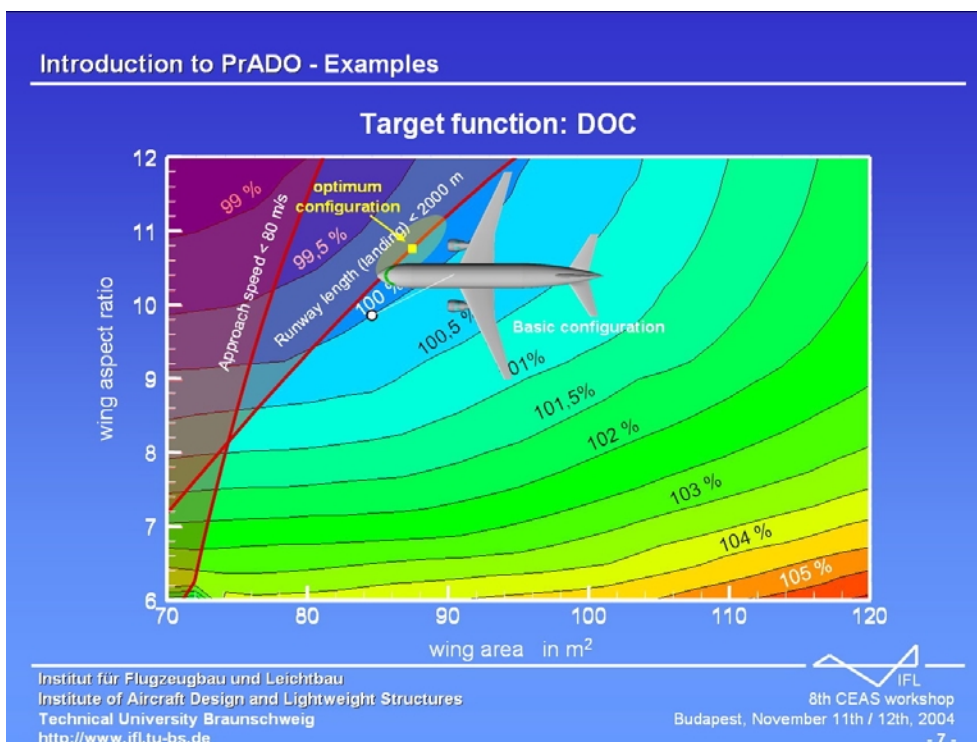 Introduction to PrADO - Examples
Target function: DOC
12
11
10
9
8
7
6
wing aspect ratio
70
80
90
100
110
120
wing area in m²
99 %
99,5 %
100 %
100,5 %
01%
101,5%
102 %
103 %
104 %
105 %
Approach speed < 80 m/s
Runway length (landing) < 2000 m
optimum
configuration
Basic configuration
Institut für Flugzeugbau und Leichtbau
Institute of Aircraft Design and Lightweight Structures
Technical University Braunschweig
http://www.ifl.tu-bs.de
IFL
8th CEAS workshop
Budapest, November 11th / 12th, 2004
- 7 -